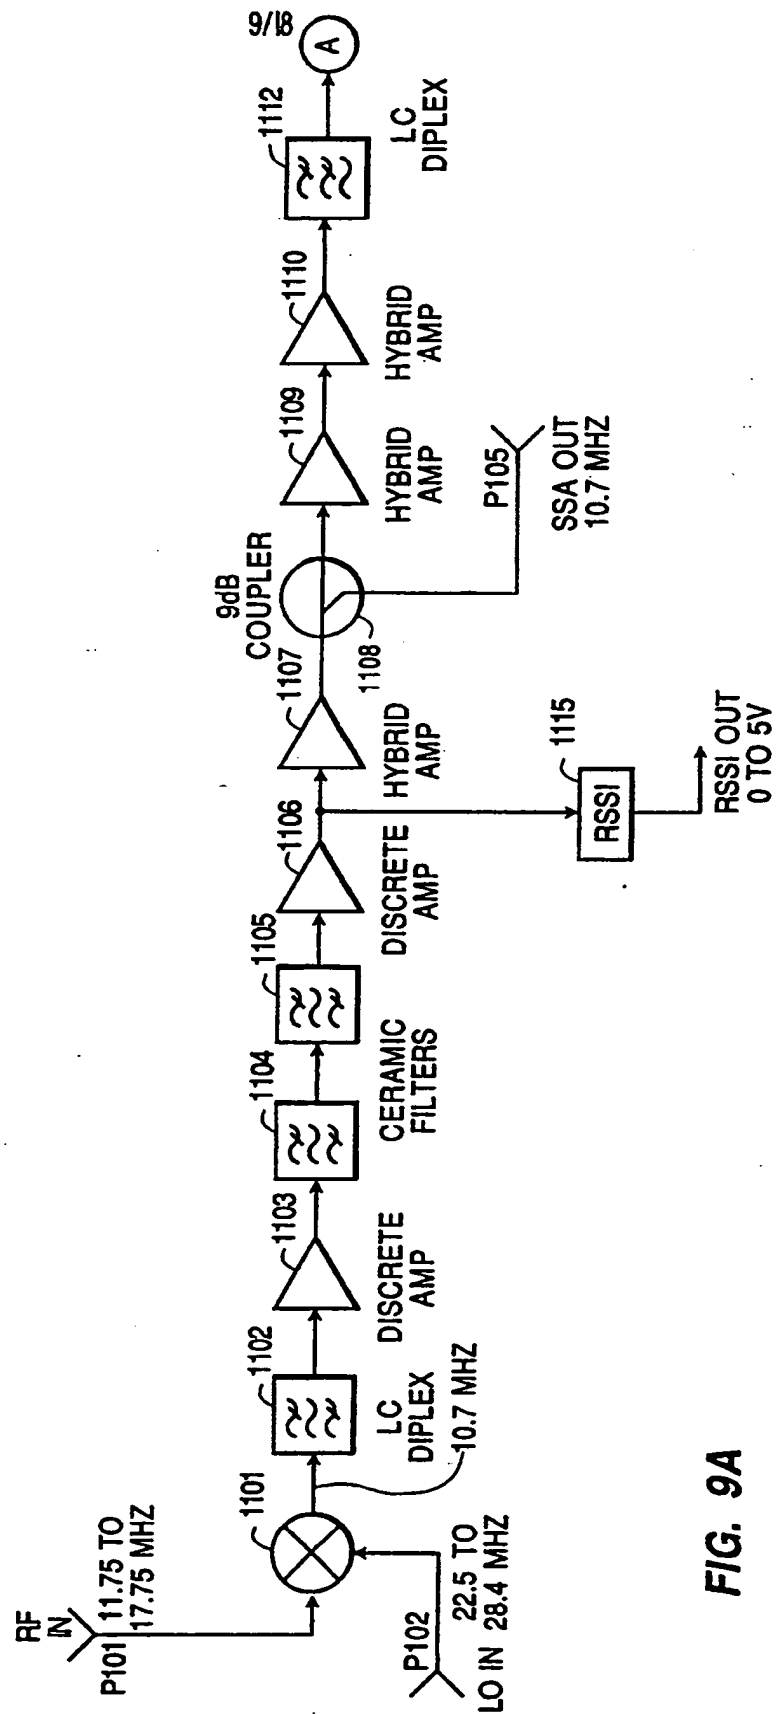 RF
IN
P101
11.75 TO
17.75 MHZ
1101
P102
22.5 TO
LO IN 28.4 MHZ
10.7 MHZ
1102
LC
DIPLEX
1103
DISCRETE
AMP
1104
1105
CERAMIC
FILTERS
1106
DISCRETE
AMP
1115
RSSI
RSSI OUT
0 TO 5V
1107
HYBRID
AMP
9dB
COUPLER
1108
P105
SSA OUT
10.7 MHZ
1109
HYBRID
AMP
1110
HYBRID
AMP
1112
LC
DIPLEX
A
FIG. 9A